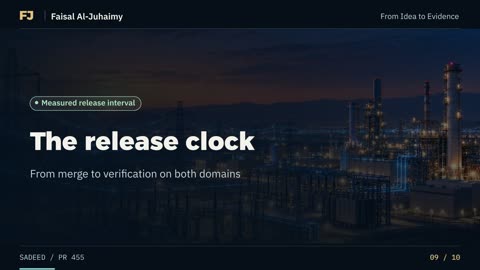 FJ
Faisal Al-Juhaimy
From Idea to Evidence
Measured release interval
The release clock
From merge to verification on both domains
SADEED / PR 455
09 / 10